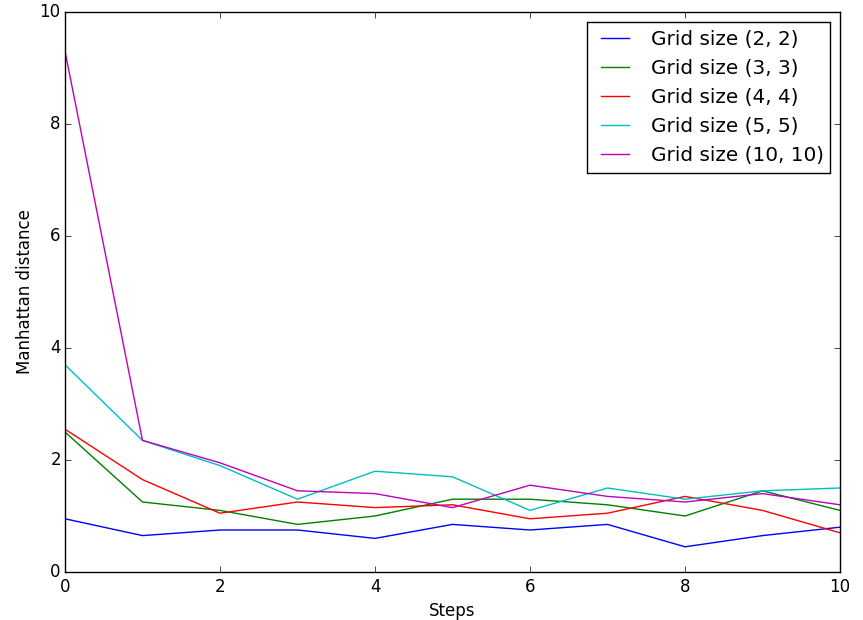 10
8
6
4
2
0
Manhattan distance
Grid size (2, 2)
Grid size (3, 3)
Grid size (4, 4)
Grid size (5, 5)
Grid size (10, 10)
0 2 4 6 8 10
Steps